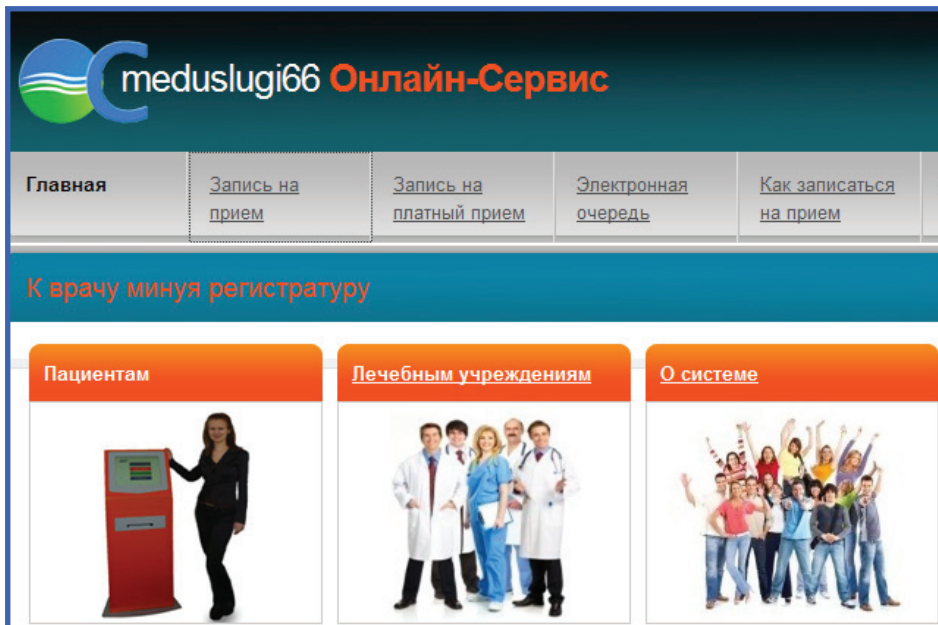 meduslugi66 Онлайн-Сервис
Главная
Запись на
прием
Запись на
платный прием
Электронная
очередь
Как записаться
на прием
К врачу минуя регистратуру
Пациентам
Лечебным учреждениям
О системе